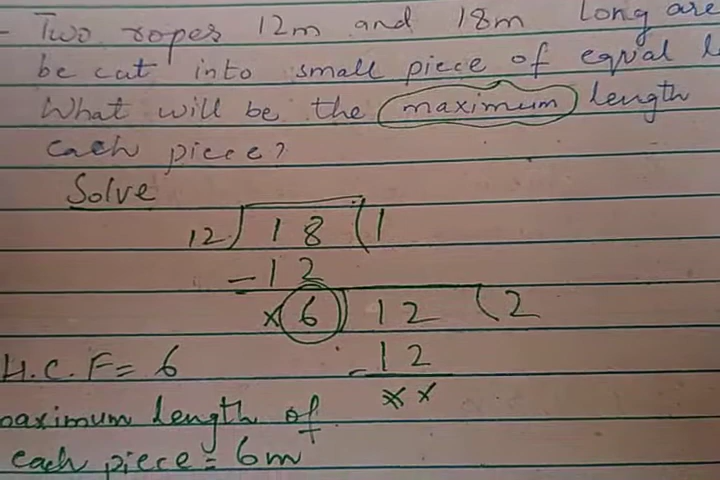 - Two ropes 12m and 18m long are
be cut into small piece of equal
What will be the maximum length
each piece?
Solve
12) 18 (1
-12
×6) 12 (2
-12
××
H.C.F= 6
maximum length of
each piece = 6m